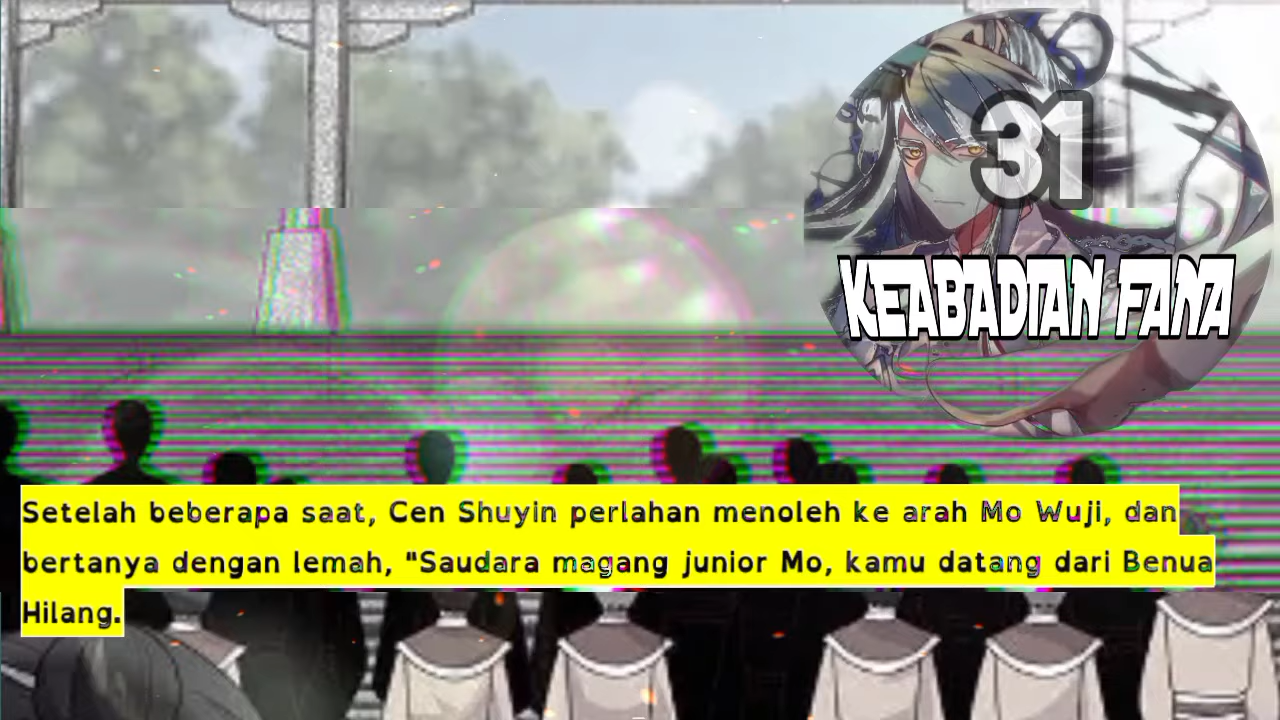 31
KEABADIAN FANA
Setelah beberapa saat, Cen Shuyin perlahan menoleh ke arah Mo Wuji, dan
bertanya dengan lemah, "Saudara magang junior Mo, kamu datang dari Benua
Hilang.